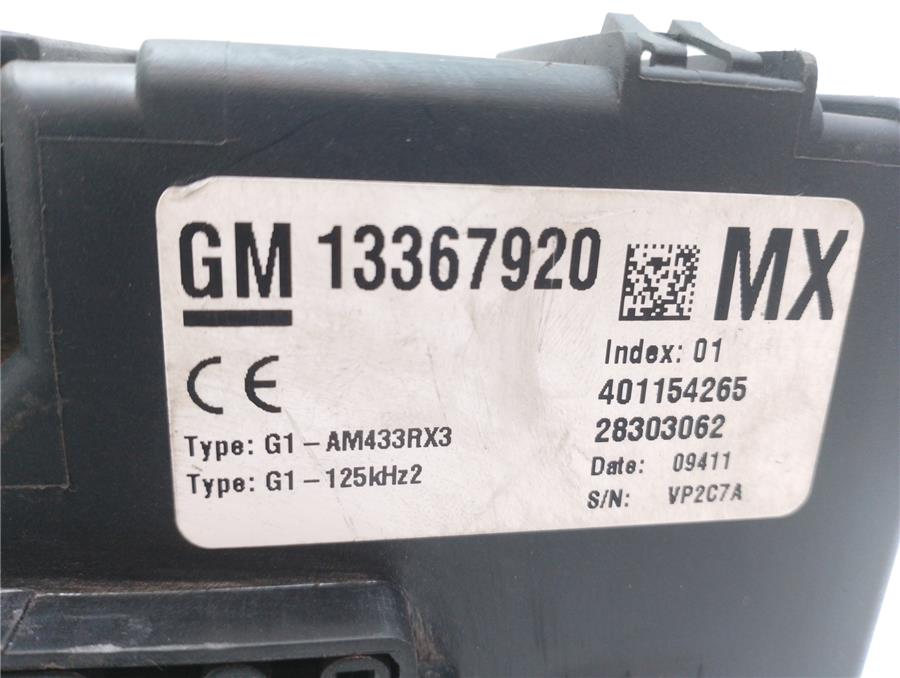 GM 13367920 MX
CE
Index: 01
401154265
28303062
Type: G1-AM433RX3
Type: G1-125kHz2
Date: 09411
S/N: VP2C7A